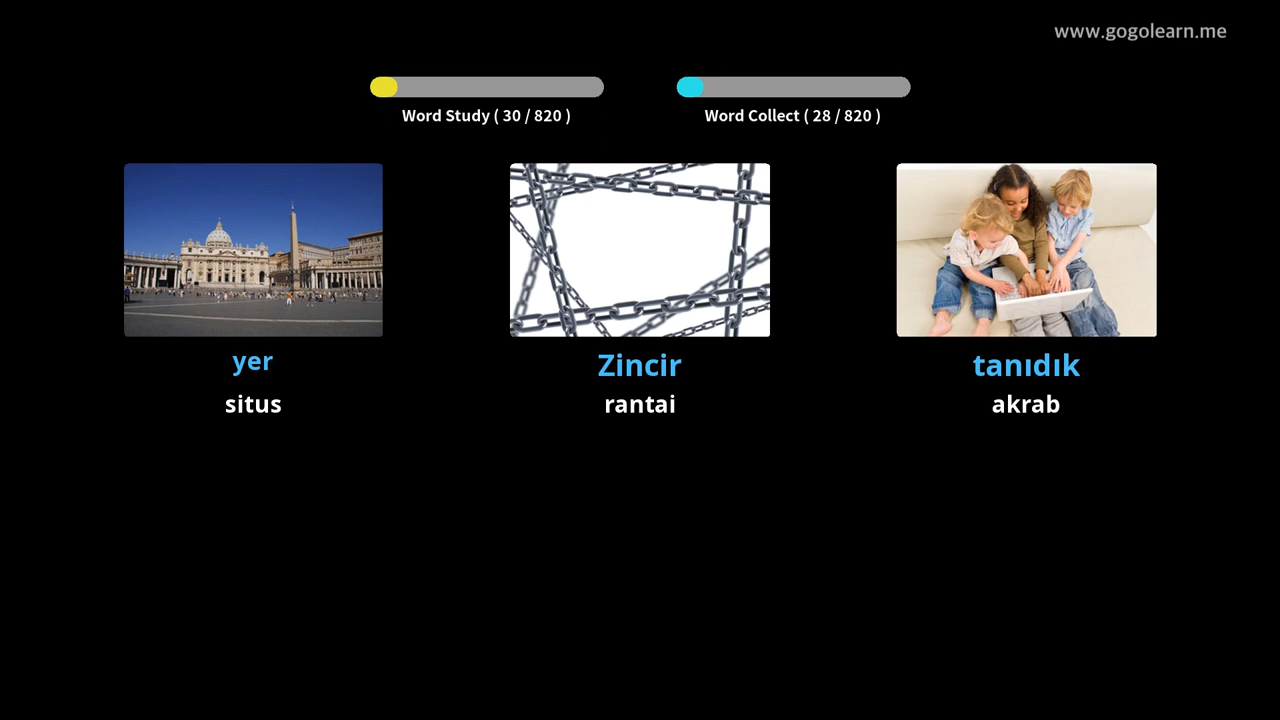 www.gogolearn.me
Word Study ( 30 / 820 )
Word Collect ( 28 / 820 )
yer
situs
Zincir
rantai
tanıdık
akrab